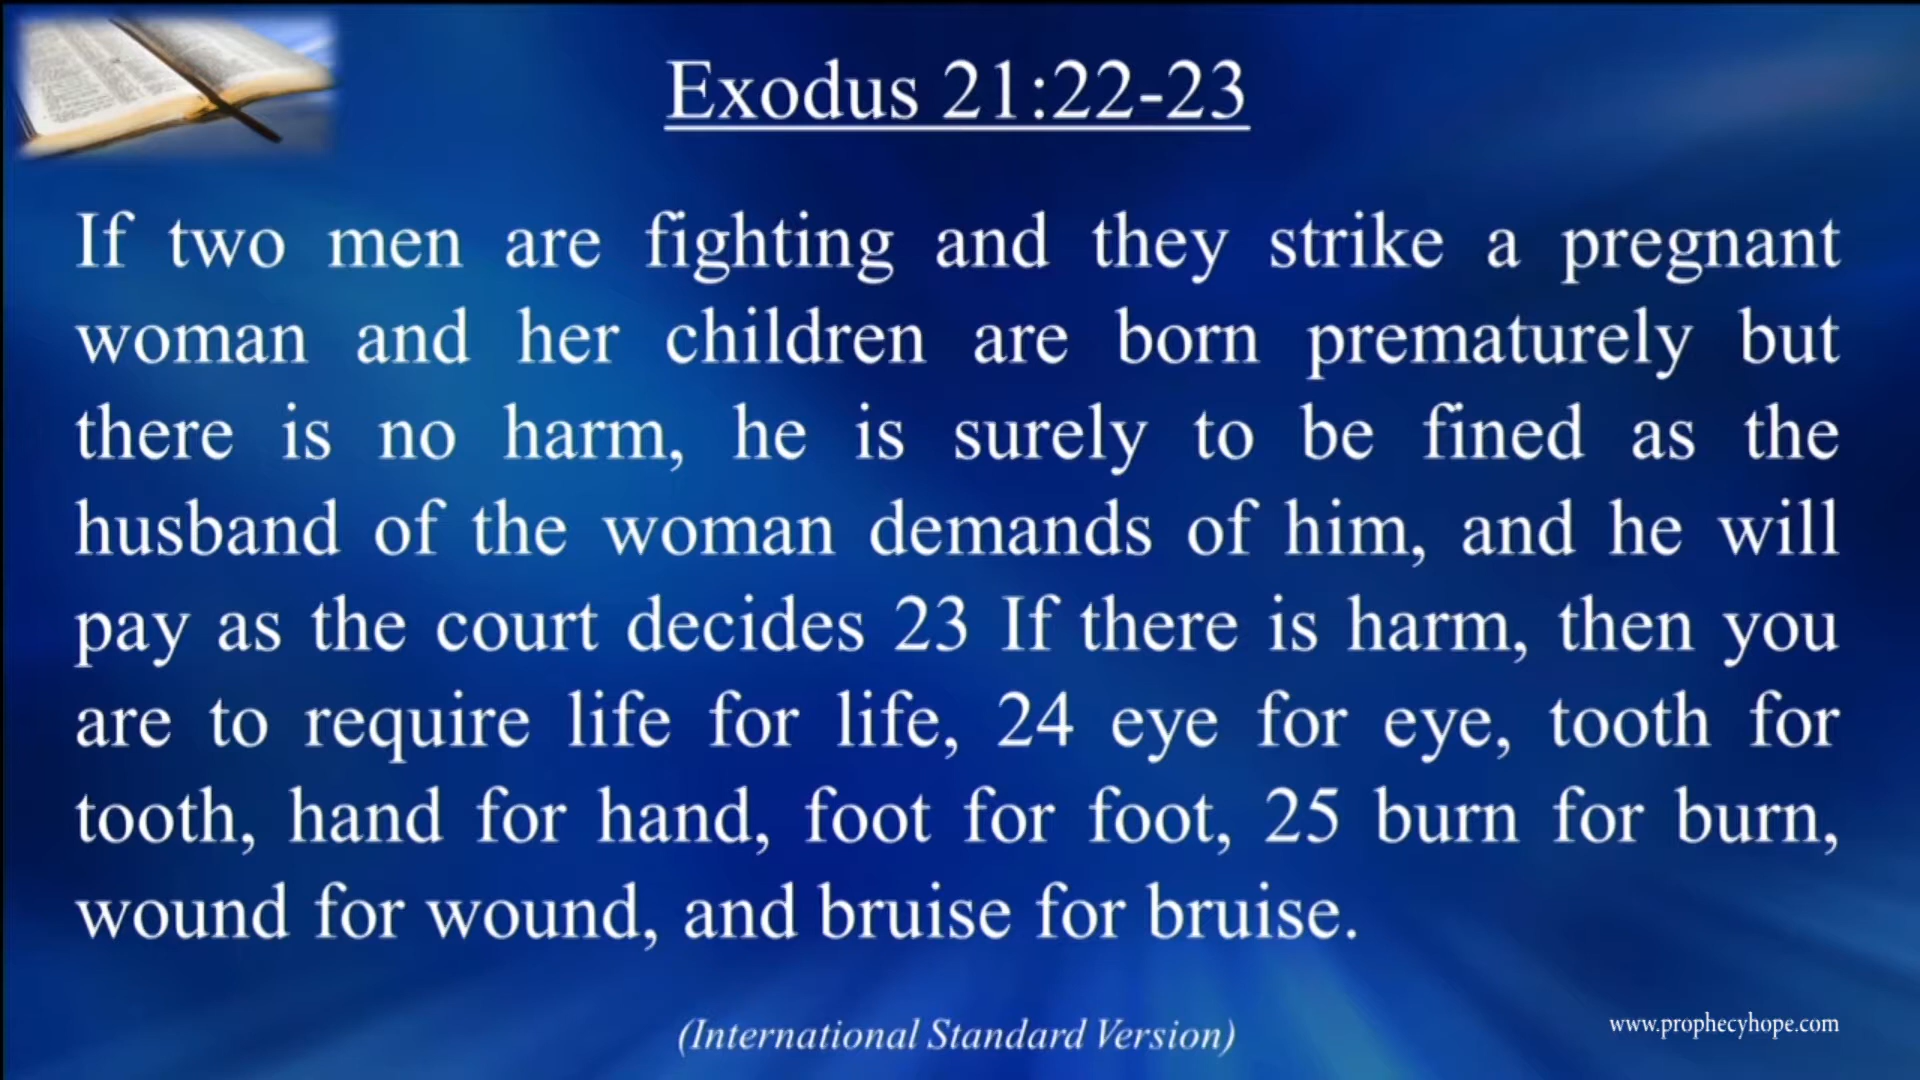 Exodus 21:22-23
If two men are fighting and they strike a pregnant
woman and her children are born prematurely but
there is no harm, he is surely to be fined as the
husband of the woman demands of him, and he will
pay as the court decides 23 If there is harm, then you
are to require life for life, 24 eye for eye, tooth for
tooth, hand for hand, foot for foot, 25 burn for burn,
wound for wound, and bruise for bruise.
(International Standard Version)
www.prophecyhope.com